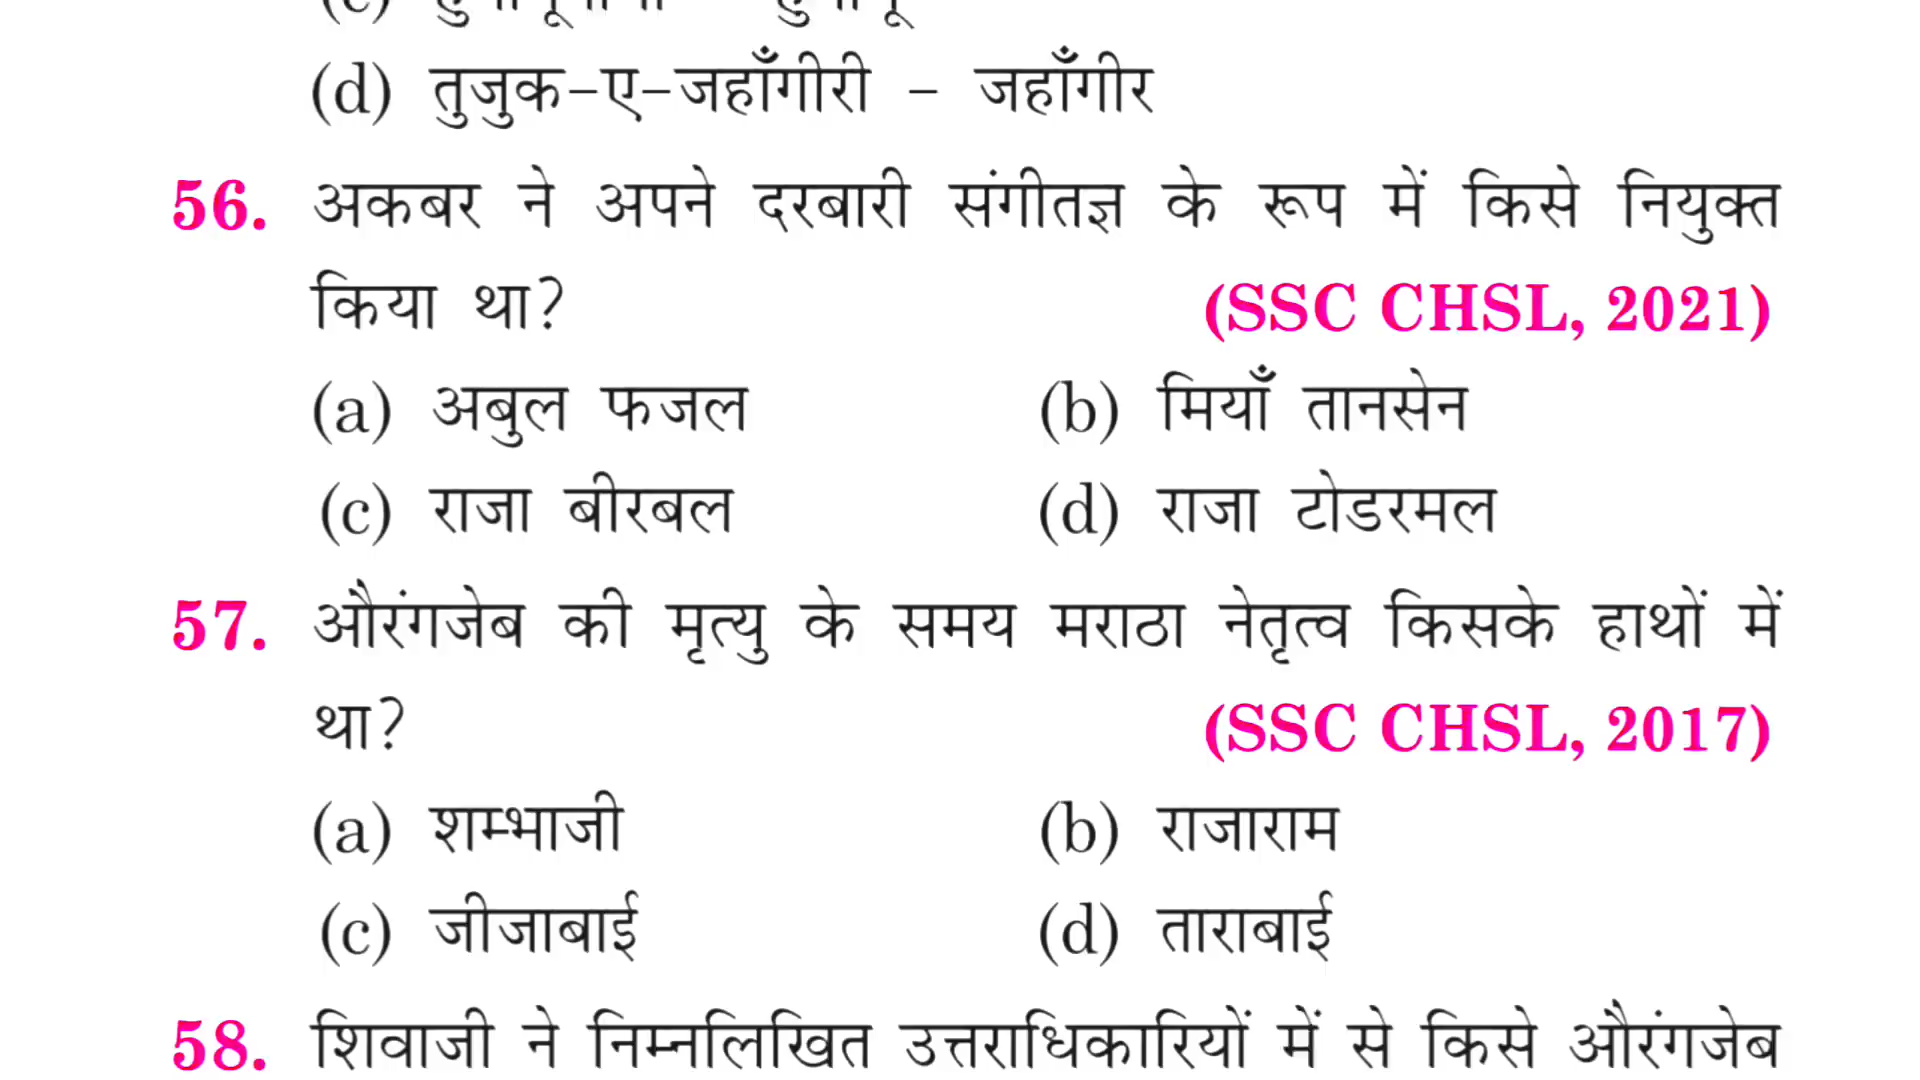 (d) तुजुक-ए-जहाँगीरी - जहाँगीर
56. अकबर ने अपने दरबारी संगीतज्ञ के रूप में किसे नियुक्त
किया था? (SSC CHSL, 2021)
(a) अबुल फजल (b) मियाँ तानसेन
(c) राजा बीरबल (d) राजा टोडरमल
57. औरंगजेब की मृत्यु के समय मराठा नेतृत्व किसके हाथों में
था? (SSC CHSL, 2017)
(a) शम्भाजी (b) राजाराम
(c) जीजाबाई (d) ताराबाई
58. शिवाजी ने निम्नलिखित उत्तराधिकारियों में से किसे औरंगजेब